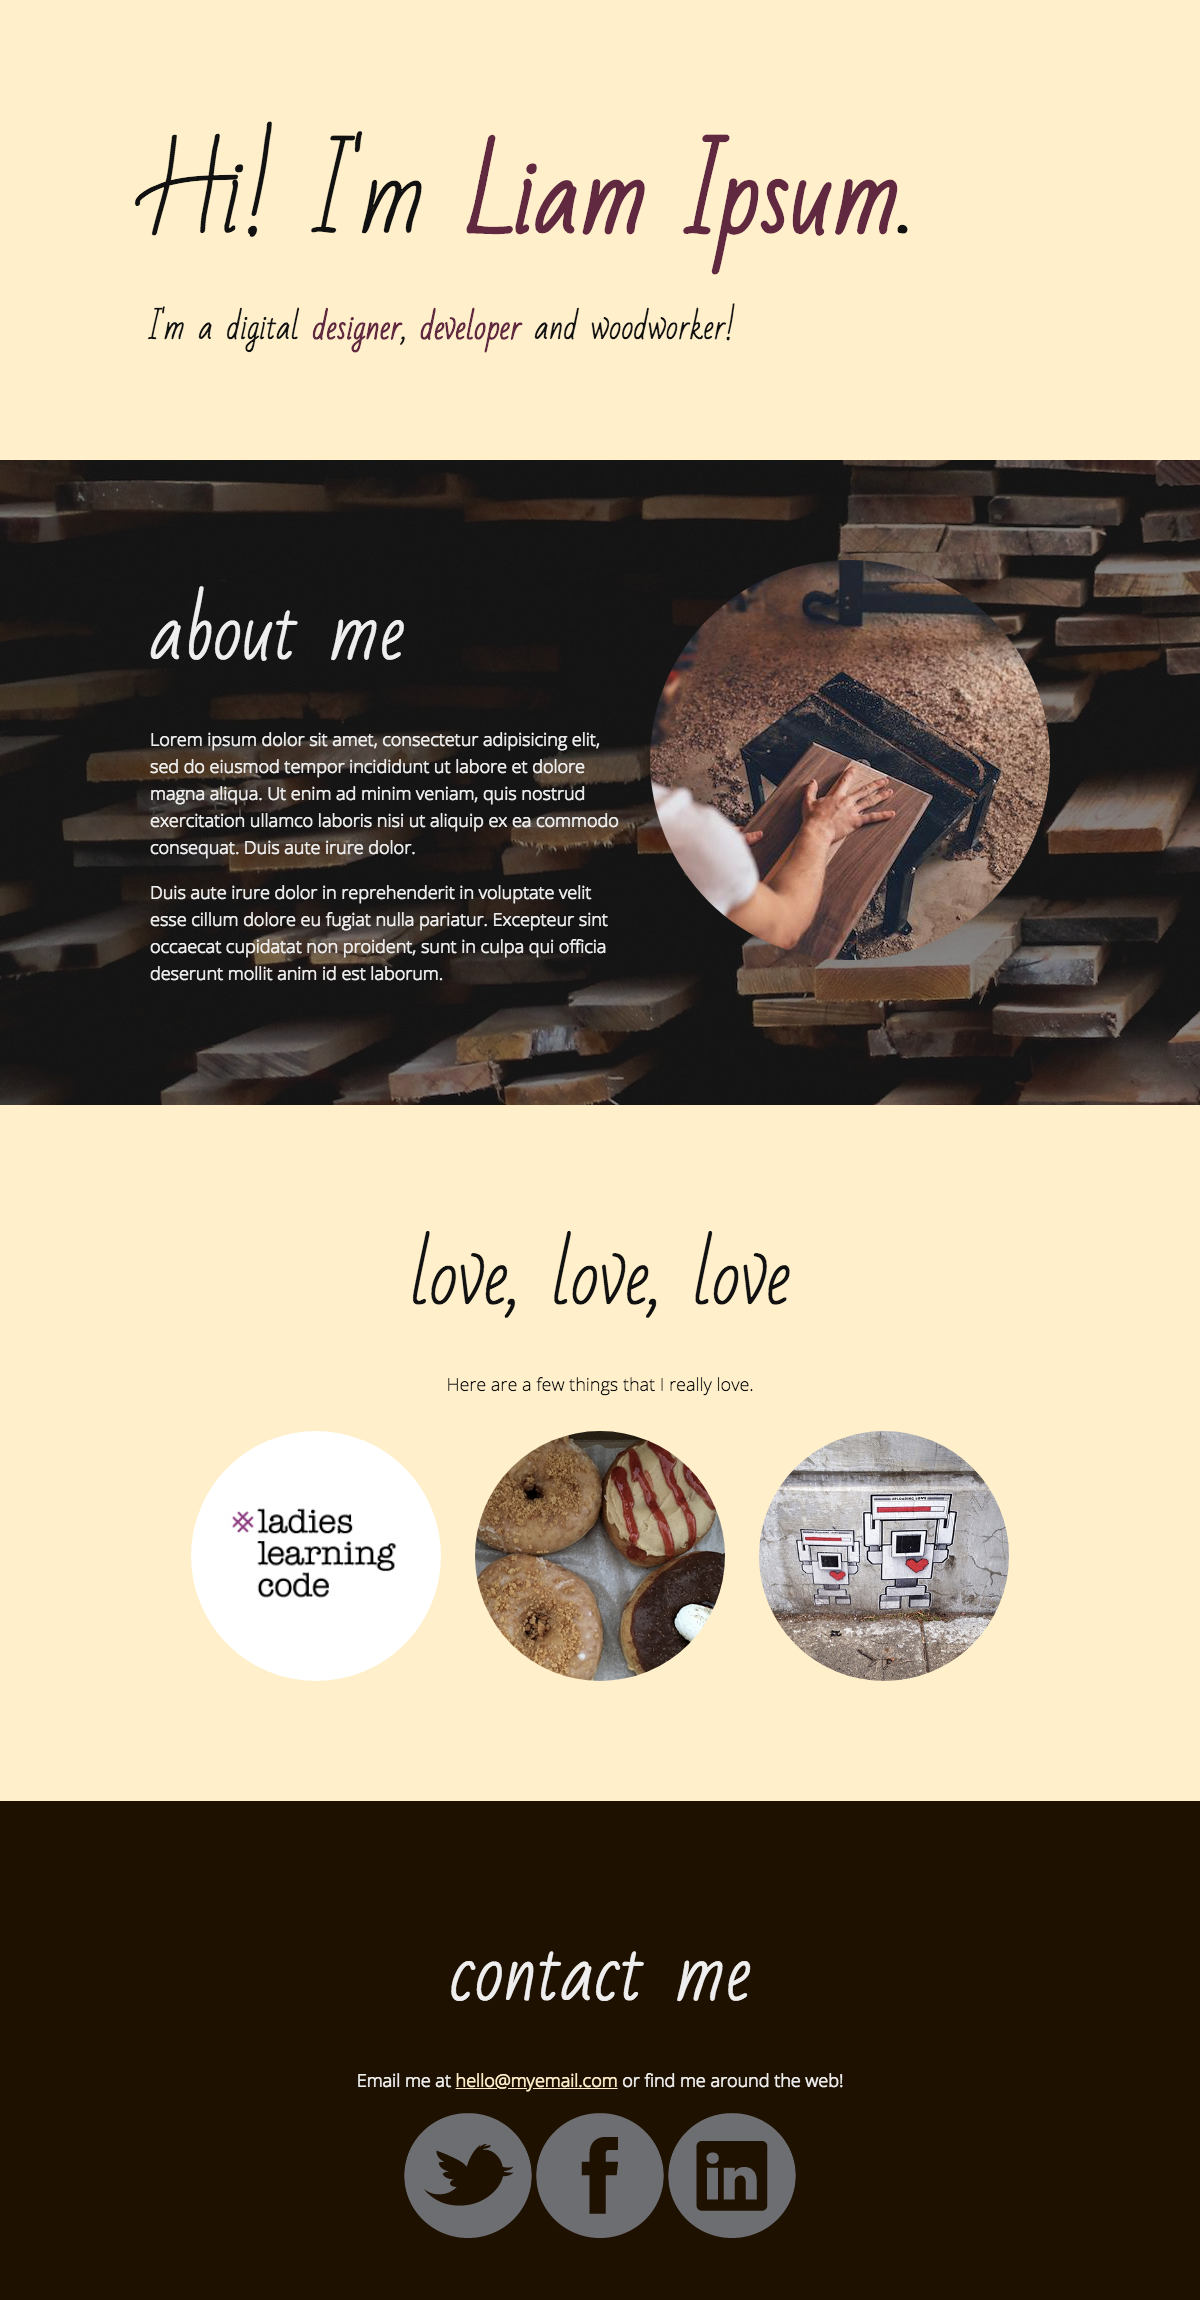 Hi! I'm Liam Ipsum.
I'm a digital designer, developer and woodworker!
about me
Lorem ipsum dolor sit amet, consectetur adipisicing elit,
sed do eiusmod tempor incididunt ut labore et dolore
magna aliqua. Ut enim ad minim veniam, quis nostrud
exercitation ullamco laboris nisi ut aliquip ex ea commodo
consequat. Duis aute irure dolor.
Duis aute irure dolor in reprehenderit in voluptate velit
esse cillum dolore eu fugiat nulla pariatur. Excepteur sint
occaecat cupidatat non proident, sunt in culpa qui officia
deserunt mollit anim id est laborum.
love, love, love
Here are a few things that I really love.
ladies
learning
code
UPLOADING LOVE
contact me
Email me at hello@myemail.com or find me around the web!
f
in